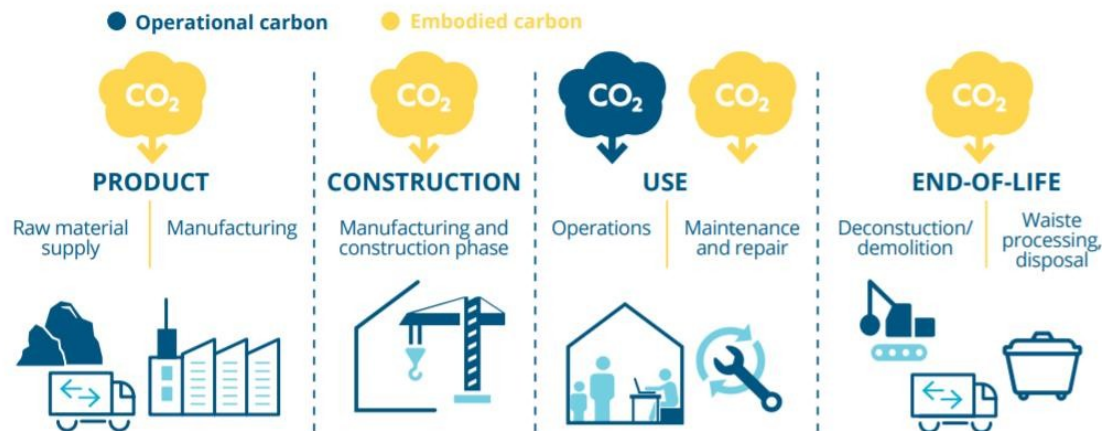 Operational carbon
Embodied carbon
CO₂
CO₂
CO₂
CO₂
CO₂
PRODUCT
CONSTRUCTION
USE
END-OF-LIFE
Raw material
supply
Manufacturing
Manufacturing and
construction phase
Operations
Maintenance
and repair
Deconstuction/
demolition
Waiste
processing,
disposal